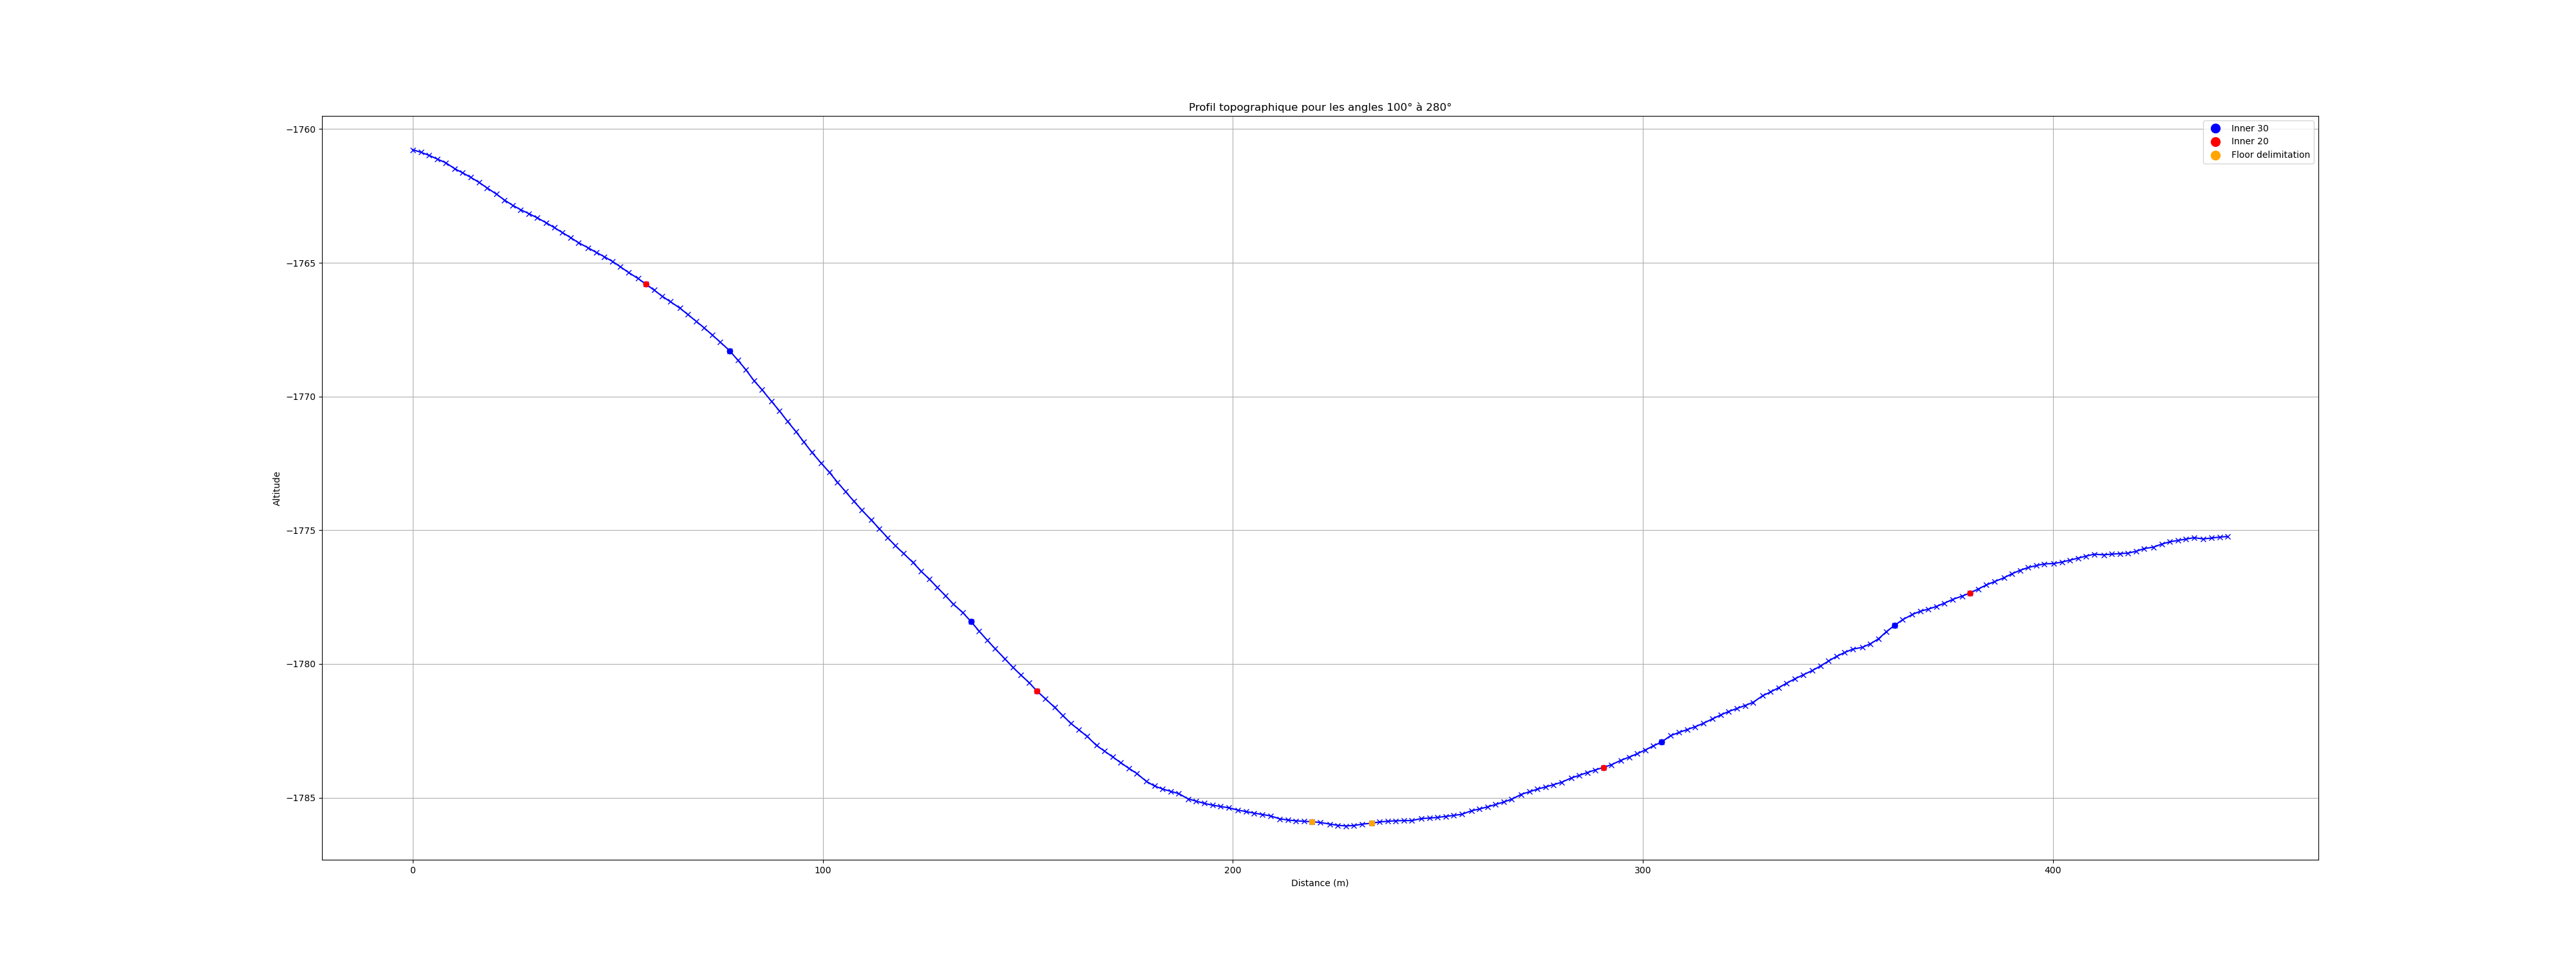 Profil topographique pour les angles 100° à 280°
Inner 30
Inner 20
Floor delimitation
−1760
−1765
−1770
−1775
−1780
−1785
Altitude
0 100 200 300 400
Distance (m)